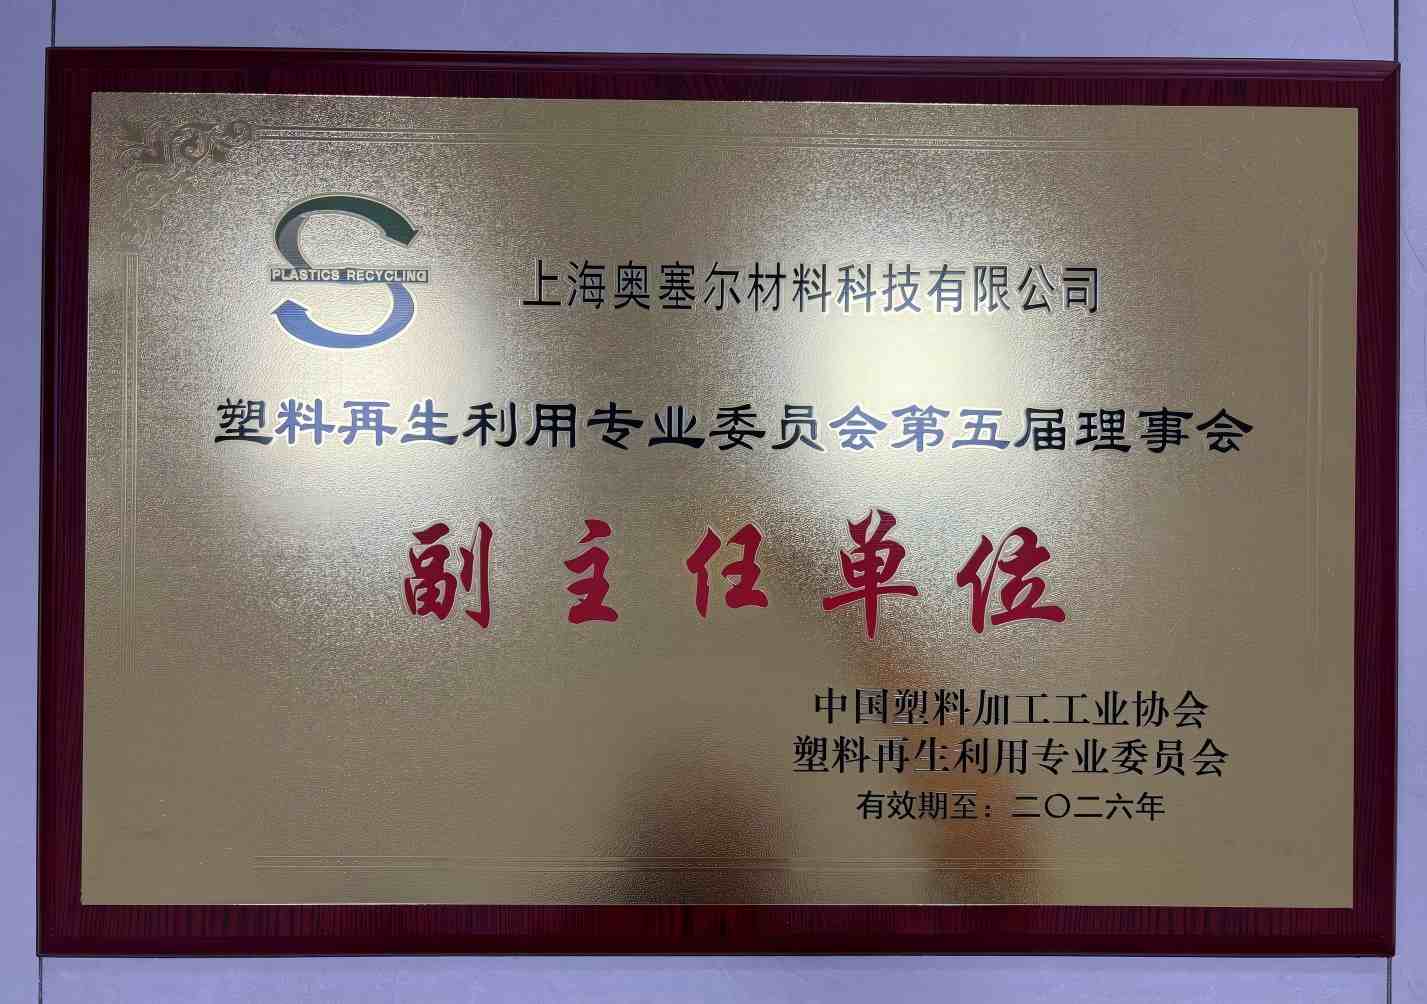 PLASTICS RECYCLING
上海奥塞尔材料科技有限公司
塑料再生利用专业委员会第五届理事会
副主任单位
中国塑料加工工业协会
塑料再生利用专业委员会
有效期至：二〇二六年